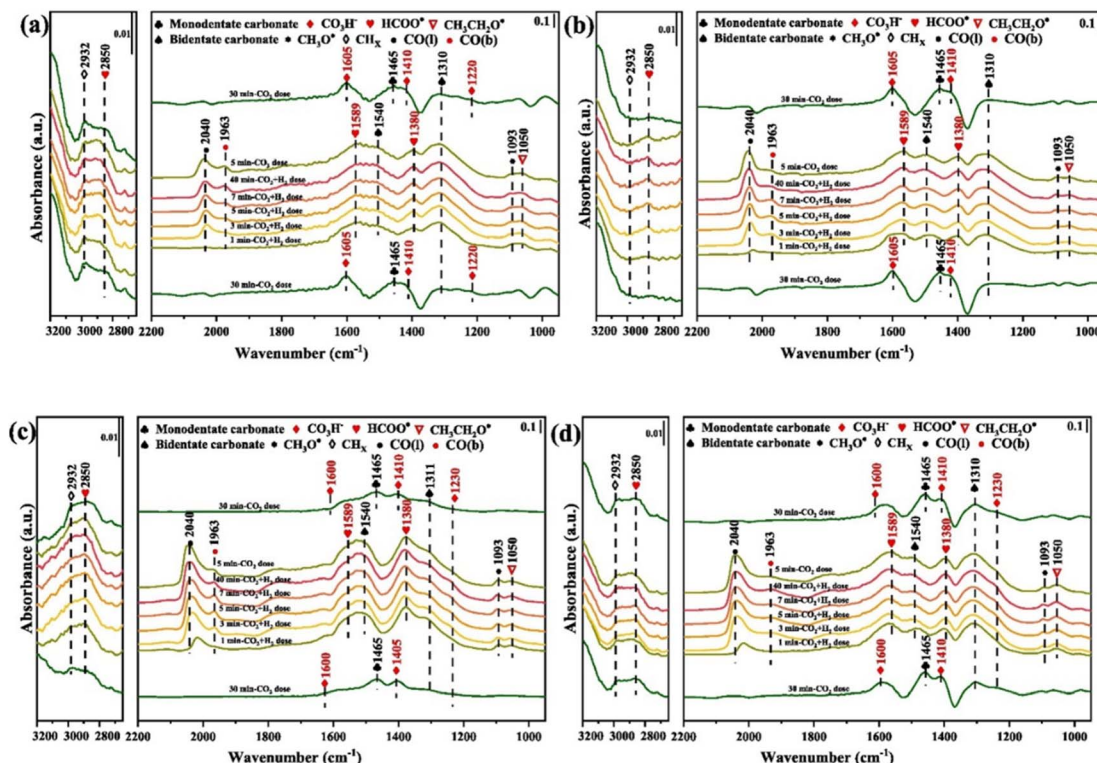 (a)
0.01
0.1
♣ Monodentate carbonate ♦ CO₃H⁻ ♥ HCOO* ▽ CH₃CH₂O*
♠ Bidentate carbonate * CH₃O* ◊ CHₓ ● CO(l) ● CO(b)
2932
2850
1605
1465
1410
1310
1220
30 min-CO₂ dose
2040
1963
1589
1540
1380
1093
1050
5 min-CO₂ dose
40 min-CO₂+H₂ dose
7 min-CO₂+H₂ dose
5 min-CO₂+H₂ dose
3 min-CO₂+H₂ dose
1 min-CO₂+H₂ dose
1605
1465
1410
1220
30 min-CO₂ dose
Absorbance (a.u.)
3200 3000 2800
2200 2000 1800 1600 1400 1200 1000
Wavenumber (cm⁻¹)
(b)
0.01
0.1
♣ Monodentate carbonate ♦ CO₃H⁻ ♥ HCOO* ▽ CH₃CH₂O*
♠ Bidentate carbonate * CH₃O* ◊ CHₓ ● CO(l) ● CO(b)
2932
2850
1605
1465
1410
1310
30 min-CO₂ dose
2040
1963
1589
1540
1380
1093
1050
5 min-CO₂ dose
40 min-CO₂+H₂ dose
7 min-CO₂+H₂ dose
5 min-CO₂+H₂ dose
3 min-CO₂+H₂ dose
1 min-CO₂+H₂ dose
1605
1465
1410
30 min-CO₂ dose
Absorbance (a.u.)
3200 3000 2800
2200 2000 1800 1600 1400 1200 1000
Wavenumber (cm⁻¹)
(c)
0.01
0.1
♣ Monodentate carbonate ♦ CO₃H⁻ ♥ HCOO* ▽ CH₃CH₂O*
♠ Bidentate carbonate * CH₃O* ◊ CHₓ ● CO(l) ● CO(b)
2932
2850
1600
1465
1410
1311
1230
30 min-CO₂ dose
2040
1963
1589
1540
1380
1093
1050
5 min-CO₂ dose
40 min-CO₂+H₂ dose
7 min-CO₂+H₂ dose
5 min-CO₂+H₂ dose
3 min-CO₂+H₂ dose
1 min-CO₂+H₂ dose
1600
1465
1405
30 min-CO₂ dose
Absorbance (a.u.)
3200 3000 2800
2200 2000 1800 1600 1400 1200 1000
Wavenumber (cm⁻¹)
(d)
0.01
0.1
♣ Monodentate carbonate ♦ CO₃H⁻ ♥ HCOO* ▽ CH₃CH₂O*
♠ Bidentate carbonate * CH₃O* ◊ CHₓ ● CO(l) ● CO(b)
2932
2850
1600
1465
1410
1310
1230
30 min-CO₂ dose
2040
1963
1589
1540
1380
1093
1050
5 min-CO₂ dose
40 min-CO₂+H₂ dose
7 min-CO₂+H₂ dose
5 min-CO₂+H₂ dose
3 min-CO₂+H₂ dose
1 min-CO₂+H₂ dose
1600
1465
1410
30 min-CO₂ dose
Absorbance (a.u.)
3200 3000 2800
2200 2000 1800 1600 1400 1200 1000
Wavenumber (cm⁻¹)